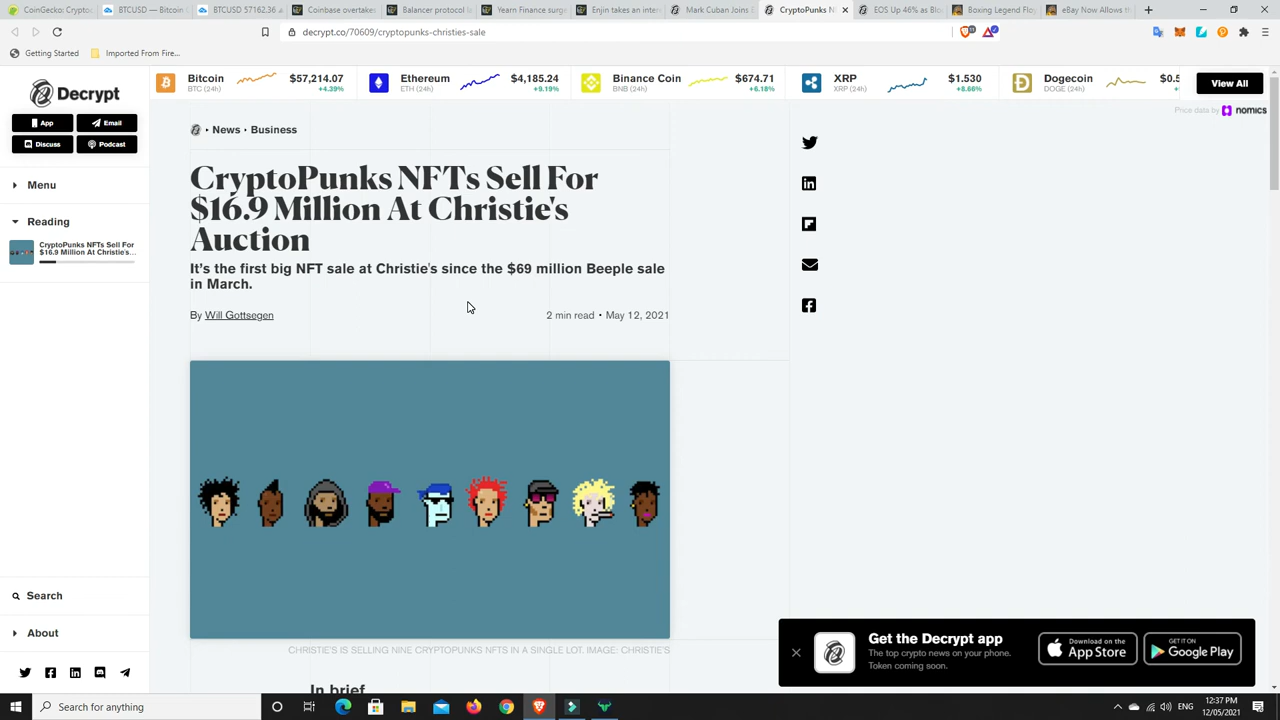 CoinGecko: Crypto
BTCUSD — Bitcoin
BTCUSD 57162.36
Coinbase overtakes
Balancer protocol la
Yearn Finance surge
Enjin takes an inter
Mark Cuban Joins E
CryptoPunks N
EOS Up 46% as Blo
Boxing Legend Floy
eBay Now Allows th
decrypt.co/70609/cryptopunks-christies-sale
Getting Started
Imported From Fire...
Decrypt
App
Email
Discuss
Podcast
Menu
Reading
CryptoPunks NFTs Sell For
$16.9 Million At Christie's...
Search
About
Bitcoin
BTC (24h)
$57,214.07
+4.39%
Ethereum
ETH (24h)
$4,185.24
+9.19%
Binance Coin
BNB (24h)
$674.71
+6.18%
XRP
XRP (24h)
$1.530
+8.66%
Dogecoin
DOGE (24h)
$0.5
View All
Price data by nomics
News
Business
CryptoPunks NFTs Sell For
$16.9 Million At Christie's
Auction
It's the first big NFT sale at Christie's since the $69 million Beeple sale
in March.
By Will Gottsegen
2 min read • May 12, 2021
CHRISTIE'S IS SELLING NINE CRYPTOPUNKS NFTS IN A SINGLE LOT. IMAGE: CHRISTIE'S
In brief
Get the Decrypt app
The top crypto news on your phone.
Token coming soon.
Download on the
App Store
GET IT ON
Google Play
Search for anything
ENG
12:37 PM
12/05/2021